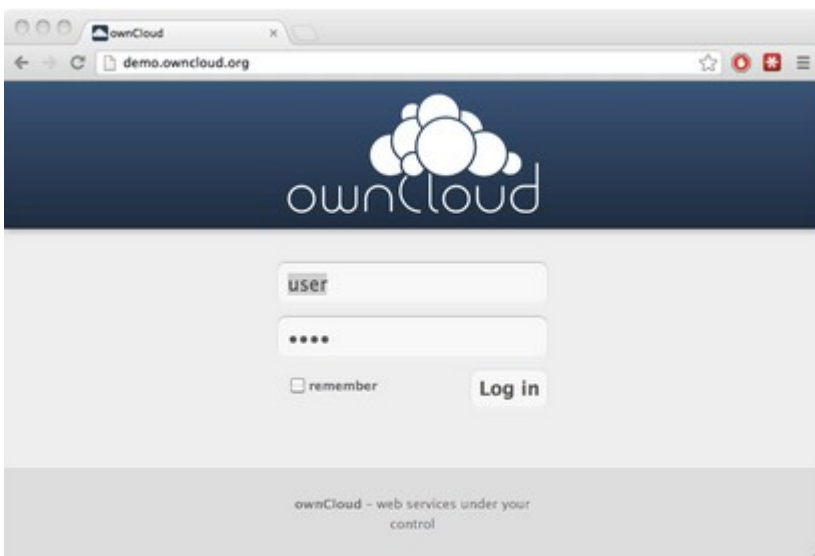 ownCloud
demo.owncloud.org
ownCloud
user
••••
remember
Log in
ownCloud – web services under your
control